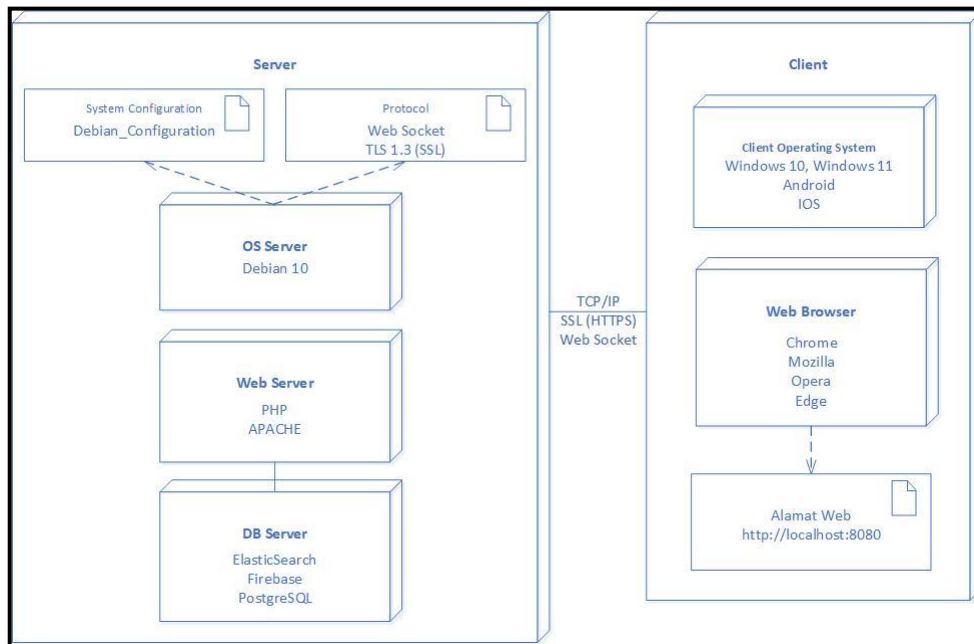 Server
System Configuration
Debian_Configuration
Protocol
Web Socket
TLS 1.3 (SSL)
OS Server
Debian 10
Web Server
PHP
APACHE
DB Server
ElasticSearch
Firebase
PostgreSQL
TCP/IP
SSL (HTTPS)
Web Socket
Client
Client Operating System
Windows 10, Windows 11
Android
IOS
Web Browser
Chrome
Mozilla
Opera
Edge
Alamat Web
http://localhost:8080